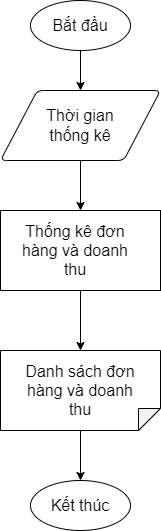 Bắt đầu
Thời gian
thống kê
Thống kê đơn
hàng và doanh
thu
Danh sách đơn
hàng và doanh
thu
Kết thúc